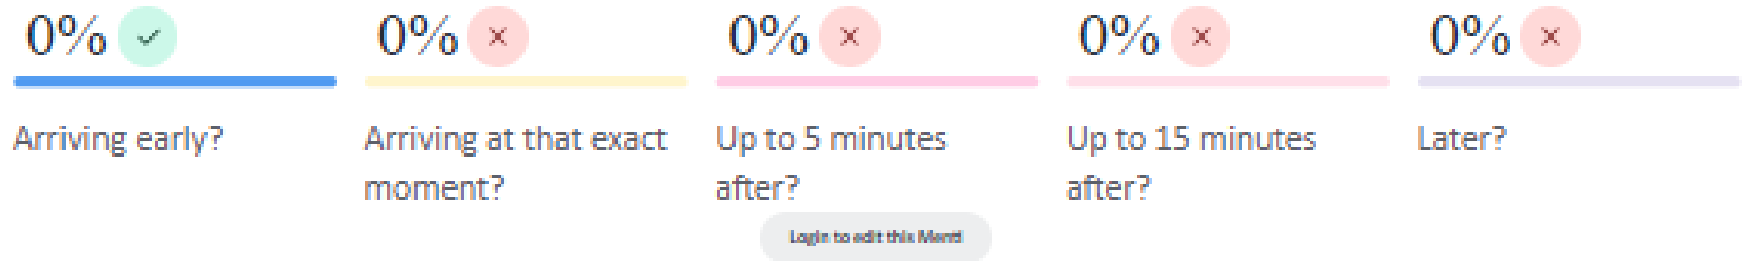 0% 0% 0% 0% 0%
Arriving early? Arriving at that exact Up to 5 minutes Up to 15 minutes Later?
moment? after? after?
Login to edit this Menti